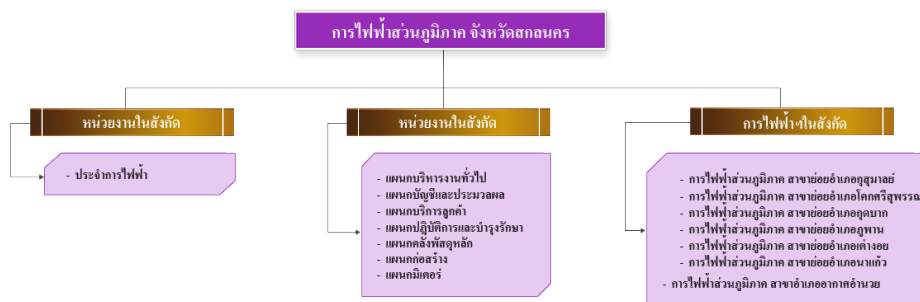 การไฟฟ้าส่วนภูมิภาค จังหวัดสกลนคร
หน่วยงานในสังกัด
- ประจำการไฟฟ้า
หน่วยงานในสังกัด
- แผนกบริหารงานทั่วไป
- แผนกบัญชีและประมวลผล
- แผนกบริการลูกค้า
- แผนกปฏิบัติการและบำรุงรักษา
- แผนกคลังพัสดุหลัก
- แผนกก่อสร้าง
- แผนกมิเตอร์
การไฟฟ้าฯในสังกัด
- การไฟฟ้าส่วนภูมิภาค สาขาย่อยอำเภอกุสุมาลย์
- การไฟฟ้าส่วนภูมิภาค สาขาย่อยอำเภอโคกศรีสุพรรณ
- การไฟฟ้าส่วนภูมิภาค สาขาย่อยอำเภอกุดบาก
- การไฟฟ้าส่วนภูมิภาค สาขาย่อยอำเภอภูพาน
- การไฟฟ้าส่วนภูมิภาค สาขาย่อยอำเภอเต่างอย
- การไฟฟ้าส่วนภูมิภาค สาขาย่อยอำเภอนาแก้ว
- การไฟฟ้าส่วนภูมิภาค สาขาอำเภออากาศอำนวย